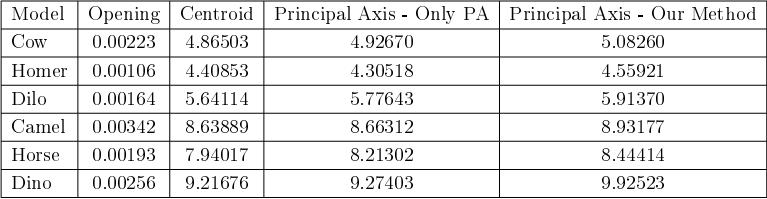 Model Opening Centroid Principal Axis - Only PA Principal Axis - Our Method
Cow 0.00223 4.86503 4.92670 5.08260
Homer 0.00106 4.40853 4.30518 4.55921
Dilo 0.00164 5.64114 5.77643 5.91370
Camel 0.00342 8.63889 8.66312 8.93177
Horse 0.00193 7.94017 8.21302 8.44414
Dino 0.00256 9.21676 9.27403 9.92523